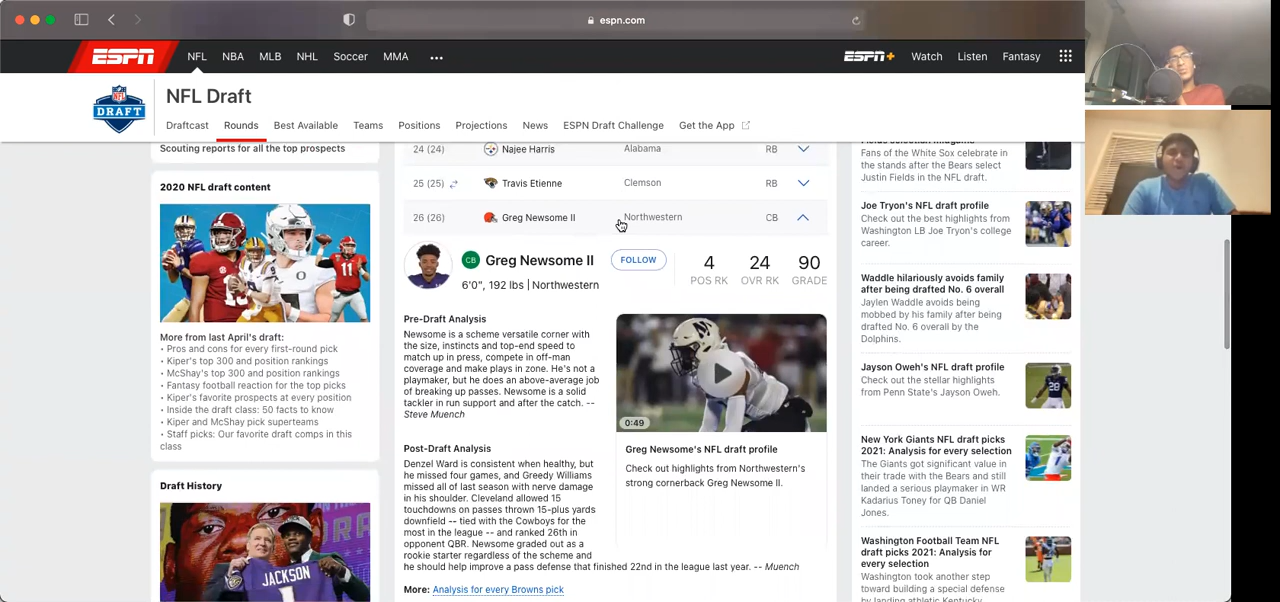 espn.com
ESPN
NFL
NBA
MLB
NHL
Soccer
MMA
•••
ESPN+
Watch
Listen
Fantasy
NFL
DRAFT
NFL Draft
Draftcast
Rounds
Best Available
Teams
Positions
Projections
News
ESPN Draft Challenge
Get the App
Scouting reports for all the top prospects
2020 NFL draft content
More from last April's draft:
• Pros and cons for every first-round pick
• Kiper's top 300 and position rankings
• McShay's top 300 and position rankings
• Fantasy football reaction for the top picks
• Kiper's favorite prospects at every position
• Inside the draft class: 50 facts to know
• Kiper and McShay pick superteams
• Staff picks: Our favorite draft comps in this
class
Draft History
JACKSON
24 (24) Najee Harris Alabama RB
25 (25) Travis Etienne Clemson RB
26 (26) Greg Newsome II Northwestern CB
CB Greg Newsome II FOLLOW
6'0", 192 lbs | Northwestern
4 24 90
POS RK OVR RK GRADE
Pre-Draft Analysis
Newsome is a scheme versatile corner with
the size, instincts and top-end speed to
match up in press, compete in off-man
coverage and make plays in zone. He's not a
playmaker, but he does an above-average job
of breaking up passes. Newsome is a solid
tackler in run support and after the catch. --
Steve Muench
0:49
Greg Newsome's NFL draft profile
Check out highlights from Northwestern's
strong cornerback Greg Newsome II.
Post-Draft Analysis
Denzel Ward is consistent when healthy, but
he missed four games, and Greedy Williams
missed all of last season with nerve damage
in his shoulder. Cleveland allowed 15
touchdowns on passes thrown 15-plus yards
downfield -- tied with the Cowboys for the
most in the league -- and ranked 26th in
opponent QBR. Newsome graded out as a
rookie starter regardless of the scheme and
he should help improve a pass defense that finished 22nd in the league last year. -- Muench
More: Analysis for every Browns pick
Fans of the White Sox celebrate in
the stands after the Bears select
Justin Fields in the NFL draft.
Joe Tryon's NFL draft profile
Check out the best highlights from
Washington LB Joe Tryon's college
career.
Waddle hilariously avoids family
after being drafted No. 6 overall
Jaylen Waddle avoids being
mobbed by his family after being
drafted No. 6 overall by the
Dolphins.
Jayson Oweh's NFL draft profile
Check out the stellar highlights
from Penn State's Jayson Oweh.
New York Giants NFL draft picks
2021: Analysis for every selection
The Giants got significant value in
their trade with the Bears and still
landed a serious playmaker in WR
Kadarius Toney for QB Daniel
Jones.
Washington Football Team NFL
draft picks 2021: Analysis for
every selection
Washington took another step
toward building a special defense
by landing athletic Kentucky